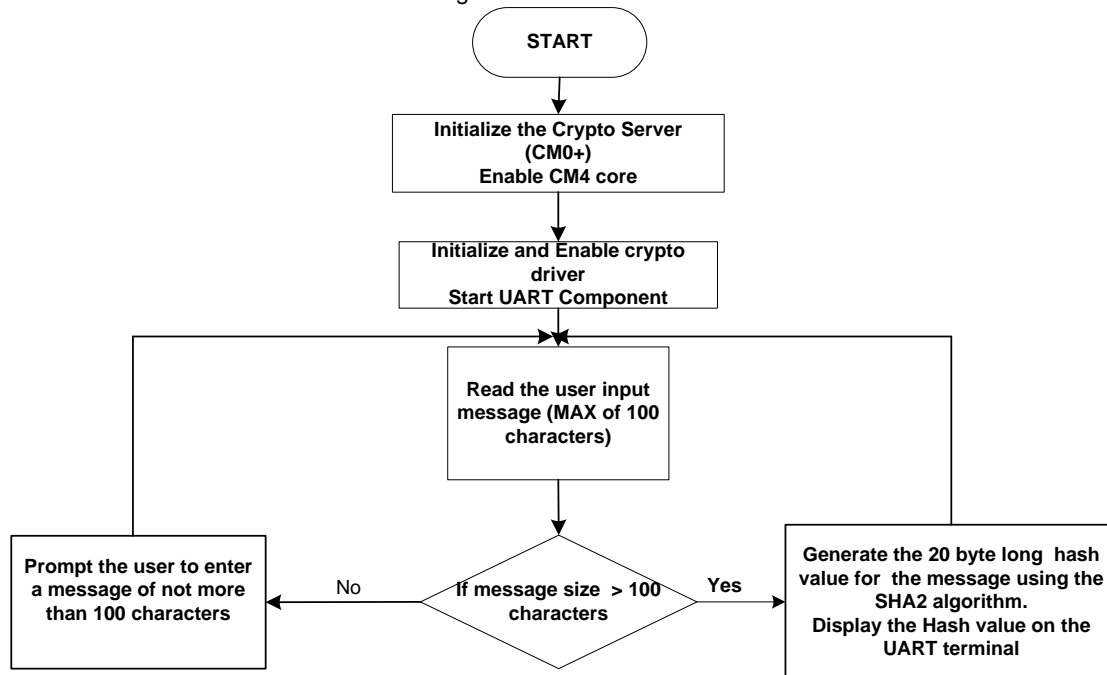 START
Initialize the Crypto Server
(CM0+)
Enable CM4 core
Initialize and Enable crypto
driver
Start UART Component
Read the user input
message (MAX of 100
characters)
If message size > 100
characters
No
Yes
Prompt the user to enter
a message of not more
than 100 characters
Generate the 20 byte long hash
value for the message using the
SHA2 algorithm.
Display the Hash value on the
UART terminal